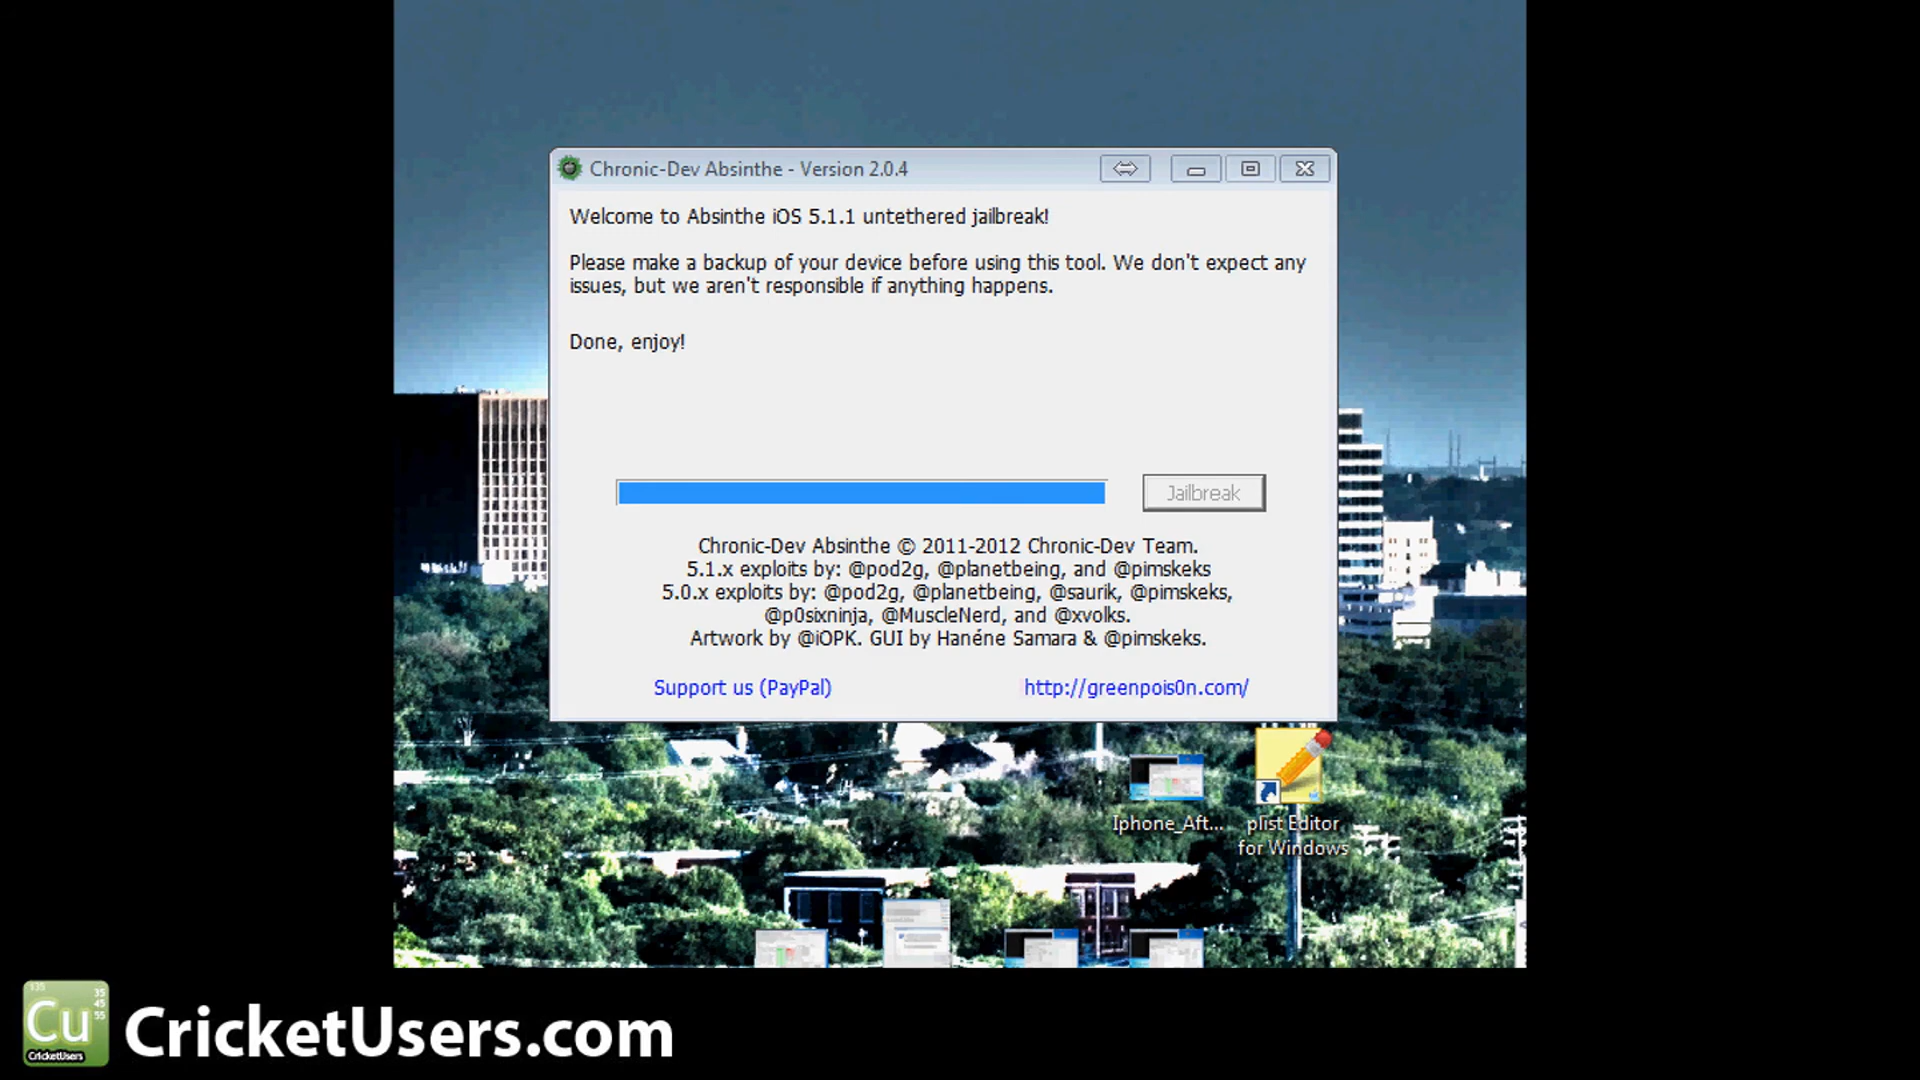 Chronic-Dev Absinthe - Version 2.0.4
Welcome to Absinthe iOS 5.1.1 untethered jailbreak!
Please make a backup of your device before using this tool. We don't expect any
issues, but we aren't responsible if anything happens.
Done, enjoy!
Jailbreak
Chronic-Dev Absinthe © 2011-2012 Chronic-Dev Team.
5.1.x exploits by: @pod2g, @planetbeing, and @pimskeks
5.0.x exploits by: @pod2g, @planetbeing, @saurik, @pimskeks,
@p0sixninja, @MuscleNerd, and @xvolks.
Artwork by @iOPK. GUI by Hanéne Samara & @pimskeks.
Support us (PayPal)
http://greenpois0n.com/
Iphone_Aft...
plist Editor
for Windows
135
35
45
55
Cu
CricketUsers
CricketUsers.com